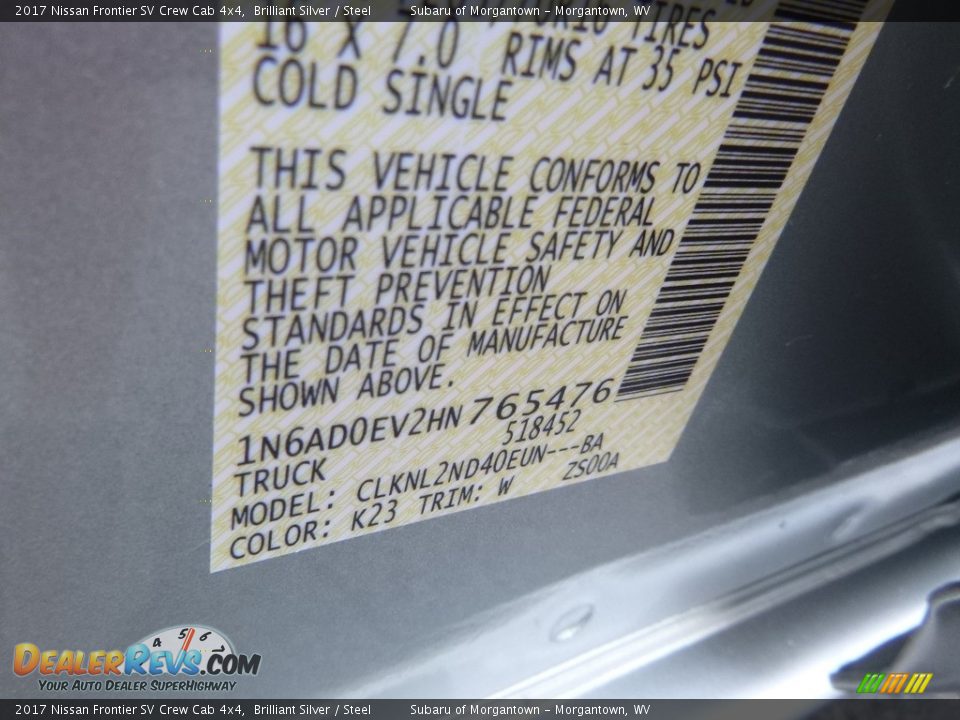 2017 Nissan Frontier SV Crew Cab 4x4, Brilliant Silver / Steel Subaru of Morgantown - Morgantown, WV
TIRES
16 X 7.0 RIMS AT 35 PSI
COLD SINGLE
THIS VEHICLE CONFORMS TO
ALL APPLICABLE FEDERAL
MOTOR VEHICLE SAFETY AND
THEFT PREVENTION
STANDARDS IN EFFECT ON
THE DATE OF MANUFACTURE
SHOWN ABOVE.
1N6AD0EV2HN765476
TRUCK 518452
MODEL: CLKNL2ND40EUN---BA
COLOR: K23 TRIM: W ZS00A
4 5 6
DEALERREVS.COM
YOUR AUTO DEALER SUPERHIGHWAY
2017 Nissan Frontier SV Crew Cab 4x4, Brilliant Silver / Steel Subaru of Morgantown - Morgantown, WV